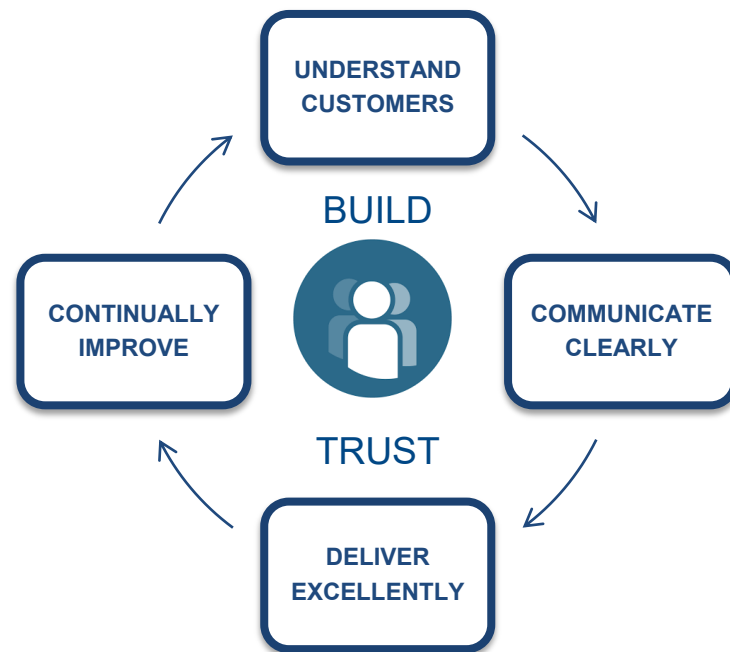 UNDERSTAND
CUSTOMERS
BUILD
CONTINUALLY
IMPROVE
COMMUNICATE
CLEARLY
TRUST
DELIVER
EXCELLENTLY